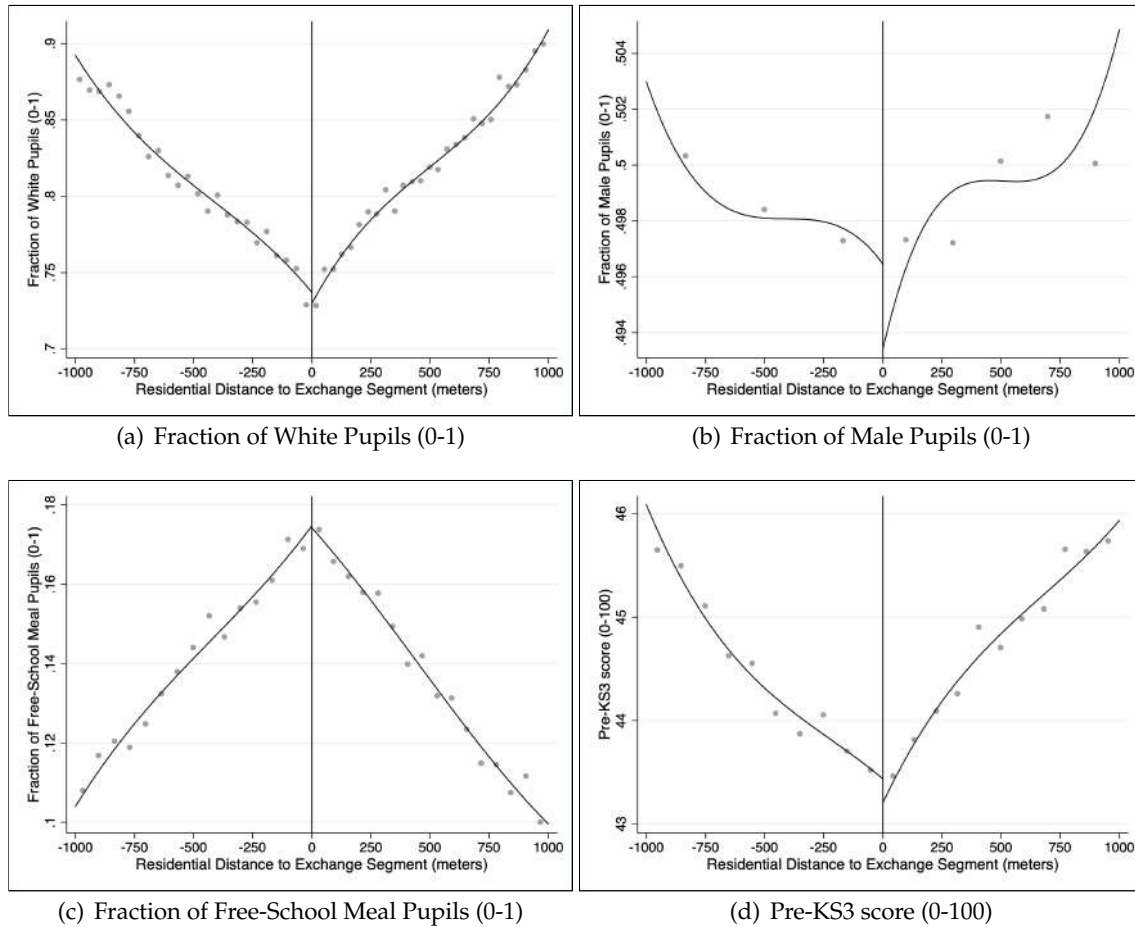 Fraction of White Pupils (0-1)
.9
.85
.8
.75
.7
-1000 -750 -500 -250 0 250 500 750 1000
Residential Distance to Exchange Segment (meters)
(a) Fraction of White Pupils (0-1)
Fraction of Male Pupils (0-1)
.504
.502
.5
.498
.496
.494
-1000 -750 -500 -250 0 250 500 750 1000
Residential Distance to Exchange Segment (meters)
(b) Fraction of Male Pupils (0-1)
Fraction of Free-School Meal Pupils (0-1)
.18
.16
.14
.12
.1
-1000 -750 -500 -250 0 250 500 750 1000
Residential Distance to Exchange Segment (meters)
(c) Fraction of Free-School Meal Pupils (0-1)
Pre-KS3 score (0-100)
46
45
44
43
-1000 -750 -500 -250 0 250 500 750 1000
Residential Distance to Exchange Segment (meters)
(d) Pre-KS3 score (0-100)